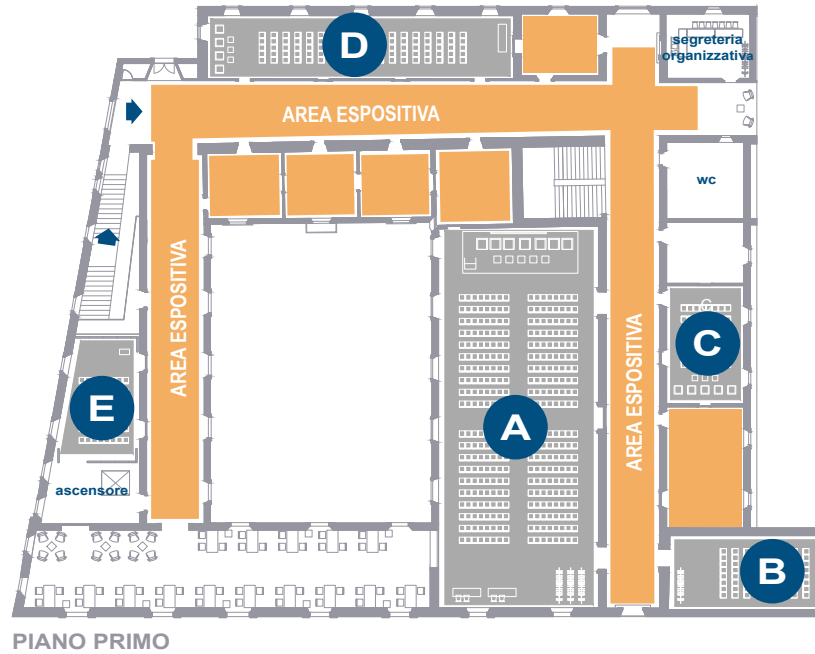 D
segreteria
organizzativa
AREA ESPOSITIVA
wc
AREA ESPOSITIVA
AREA ESPOSITIVA
C
C
E
A
ascensore
B
PIANO PRIMO